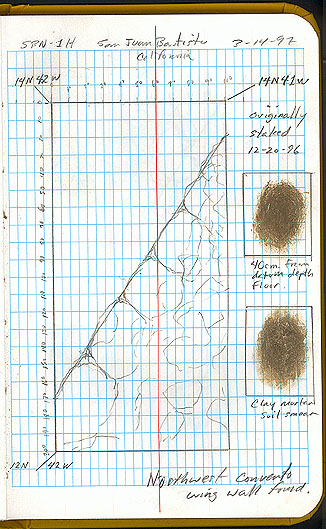 SPN-1H San Juan Bautista 3-14-97
California
14N 42W 14N 41W
originally
staked
12-20-96
40cm. from
datum depth
floor.
Clay mortar
Soil smear
12N 42W
Northwest Convento
wing wall found.